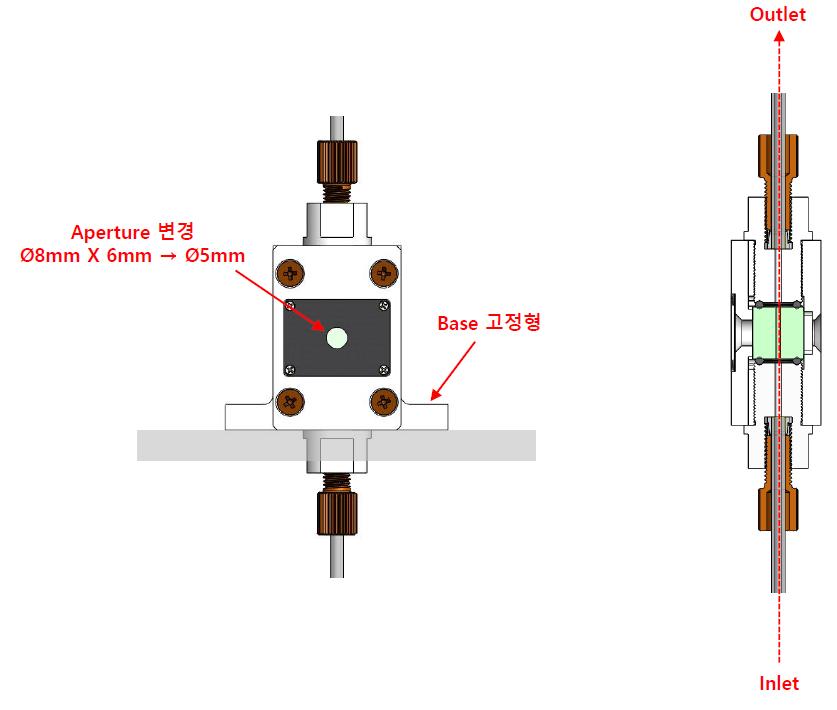 Outlet
Aperture 변경
Ø8mm X 6mm → Ø5mm
Base 고정형
Inlet